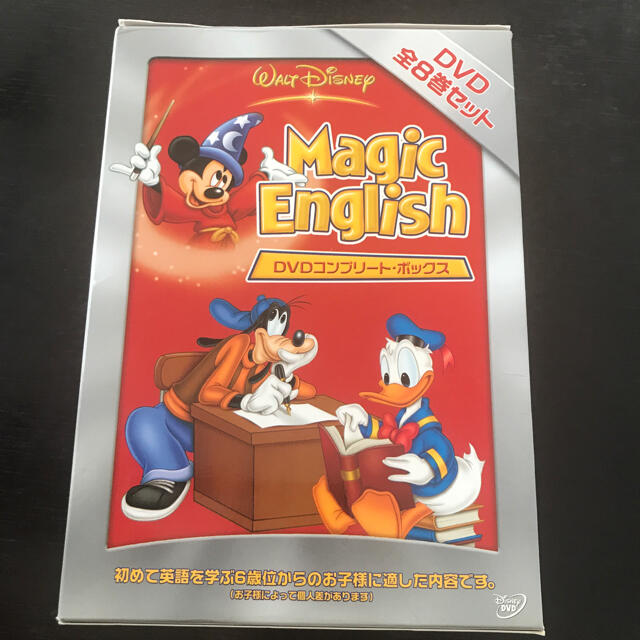 WALT DISNEY
DVD
全8巻セット
Magic
English
DVDコンプリート・ボックス
初めて英語を学ぶ6歳位からのお子様に適した内容です。
(お子様によって個人差があります)
DISNEY
DVD